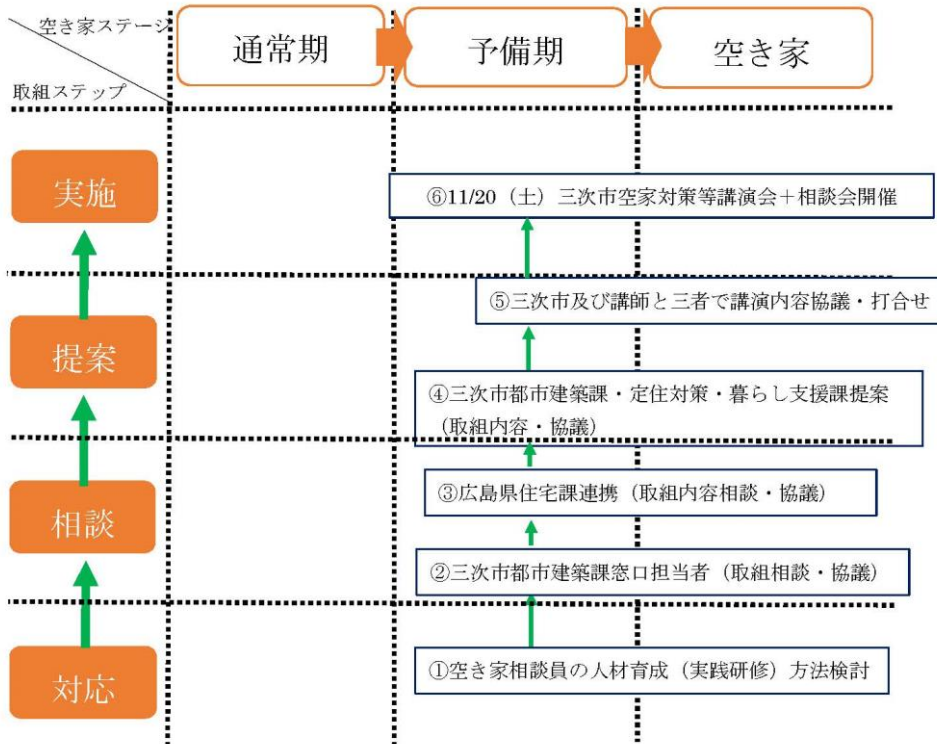 空き家ステージ
取組ステップ
通常期
予備期
空き家
実施
⑥11/20（土）三次市空家対策等講演会＋相談会開催
⑤三次市及び講師と三者で講演内容協議・打合せ
提案
④三次市都市建築課・定住対策・暮らし支援課提案
（取組内容・協議）
③広島県住宅課連携（取組内容相談・協議）
相談
②三次市都市建築課窓口担当者（取組相談・協議）
対応
①空き家相談員の人材育成（実践研修）方法検討